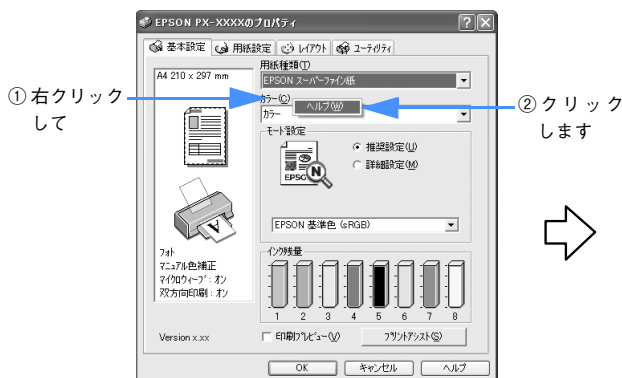 EPSON PX-XXXXのプロパティ
基本設定 用紙設定 レイアウト ユーティリティ
A4 210 x 297 mm
用紙種類(T)
EPSON スーパーファイン紙
カラー(C)
ヘルプ(W)
カラー
① 右クリック
して
② クリック
します
モード設定
推奨設定(U)
詳細設定(M)
EPSO
N
EPSON 基準色 (sRGB)
A
フォト
マニュアル色補正
マイクロウィーブ: オン
双方向印刷 : オン
インク残量
1 2 3 4 5 6 7 8
Version x.xx
印刷プレビュー(V)
プリントアシスト(S)
OK
キャンセル
ヘルプ